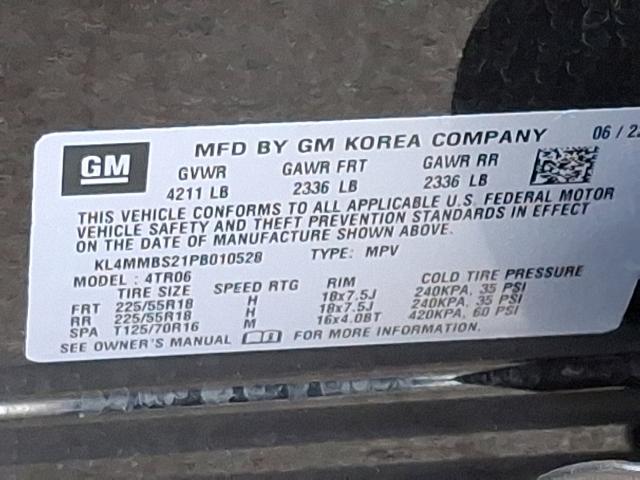 GM
MFD BY GM KOREA COMPANY 06 / 22
GVWR GAWR FRT GAWR RR
4211 LB 2336 LB 2336 LB
THIS VEHICLE CONFORMS TO ALL APPLICABLE U.S. FEDERAL MOTOR
VEHICLE SAFETY AND THEFT PREVENTION STANDARDS IN EFFECT
ON THE DATE OF MANUFACTURE SHOWN ABOVE.
KL4MMBS21PB010528 TYPE: MPV
MODEL : 4TR06
TIRE SIZE SPEED RTG RIM COLD TIRE PRESSURE
FRT 225/55R18 H 18x7.5J 240KPA, 35 PSI
RR 225/55R18 H 18x7.5J 240KPA, 35 PSI
SPA T125/70R16 M 16x4.0BT 420KPA, 60 PSI
SEE OWNER'S MANUAL FOR MORE INFORMATION.